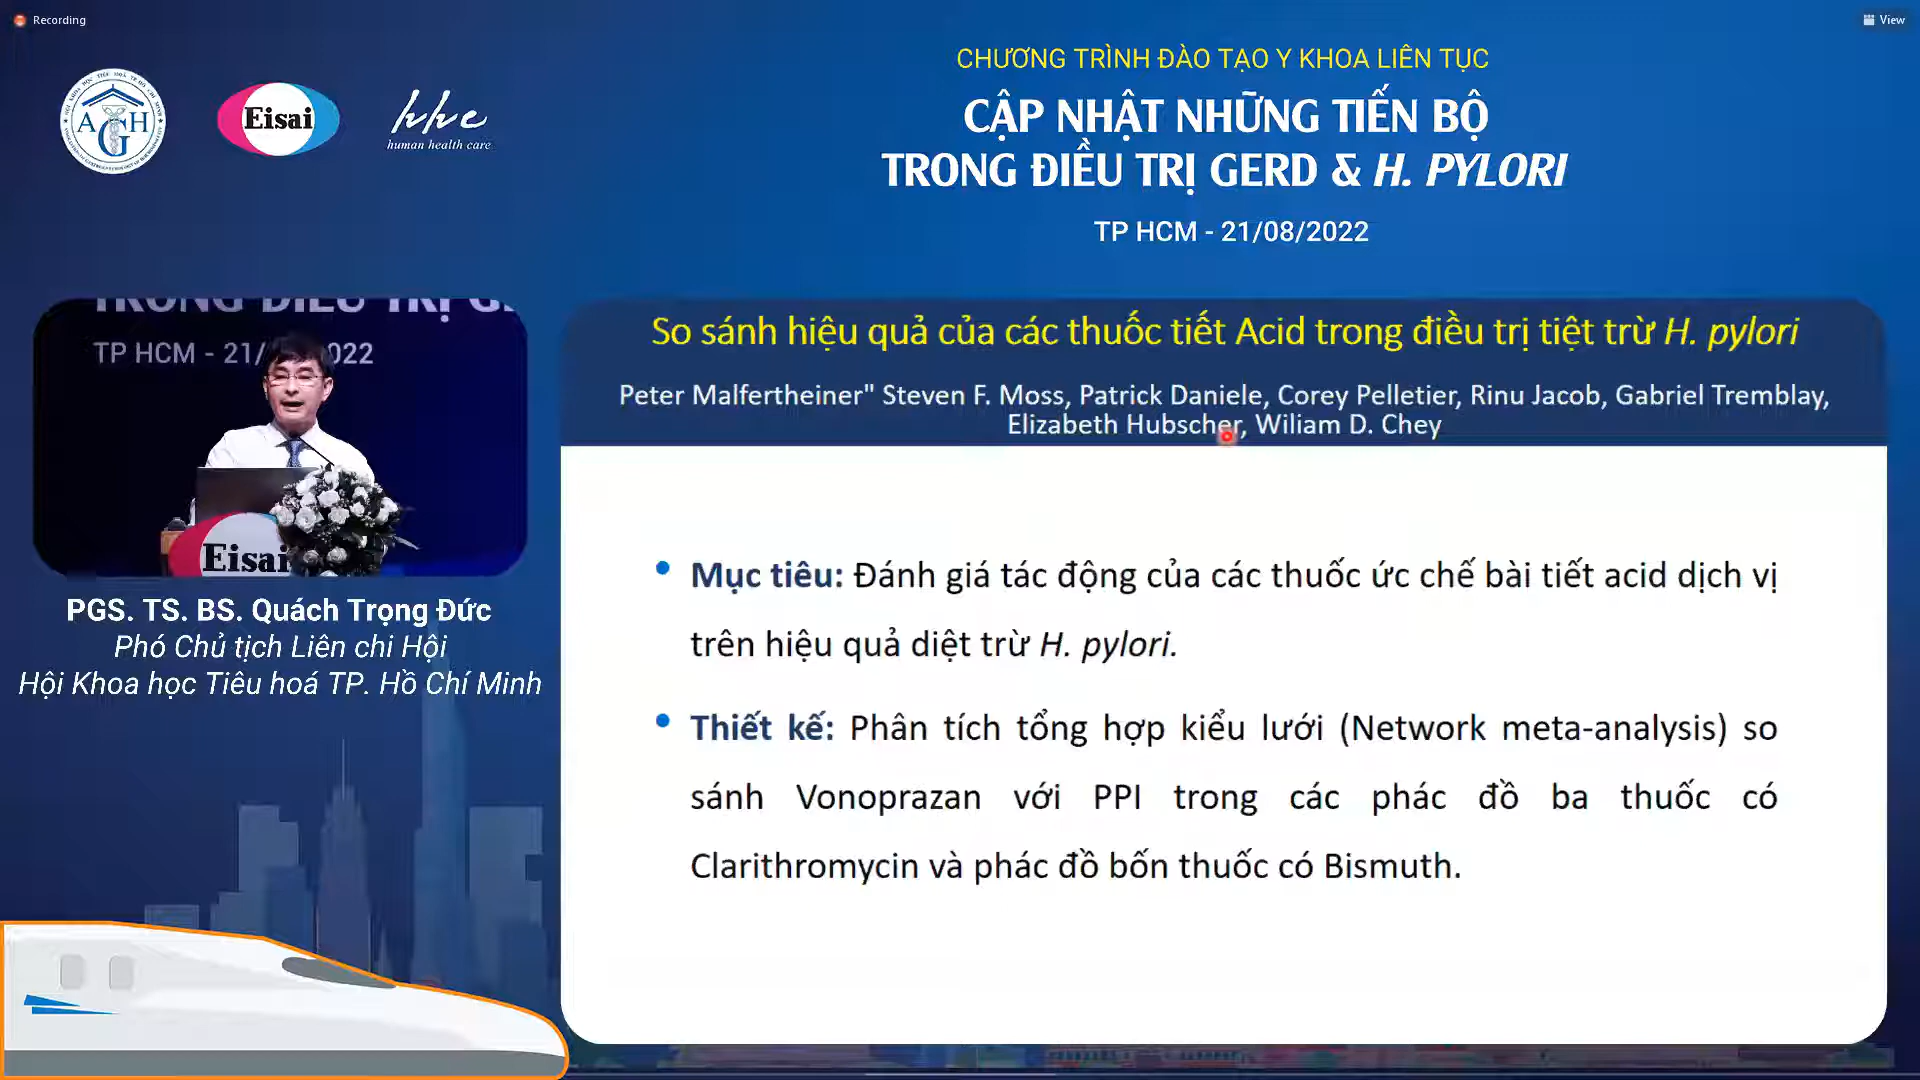 Recording
View
AGH
Eisai
hhc
human health care
CHƯƠNG TRÌNH ĐÀO TẠO Y KHOA LIÊN TỤC
CẬP NHẬT NHỮNG TIẾN BỘ
TRONG ĐIỀU TRỊ GERD & H. PYLORI
TP HCM - 21/08/2022
TRONG ĐIỀU TRỊ G
TP HCM - 21/ 022
Eisai
PGS. TS. BS. Quách Trọng Đức
Phó Chủ tịch Liên chi Hội
Hội Khoa học Tiêu hoá TP. Hồ Chí Minh
So sánh hiệu quả của các thuốc tiết Acid trong điều trị tiệt trừ H. pylori
Peter Malfertheiner" Steven F. Moss, Patrick Daniele, Corey Pelletier, Rinu Jacob, Gabriel Tremblay,
Elizabeth Hubscher, Wiliam D. Chey
• Mục tiêu: Đánh giá tác động của các thuốc ức chế bài tiết acid dịch vị
trên hiệu quả diệt trừ H. pylori.
• Thiết kế: Phân tích tổng hợp kiểu lưới (Network meta-analysis) so
sánh Vonoprazan với PPI trong các phác đồ ba thuốc có
Clarithromycin và phác đồ bốn thuốc có Bismuth.